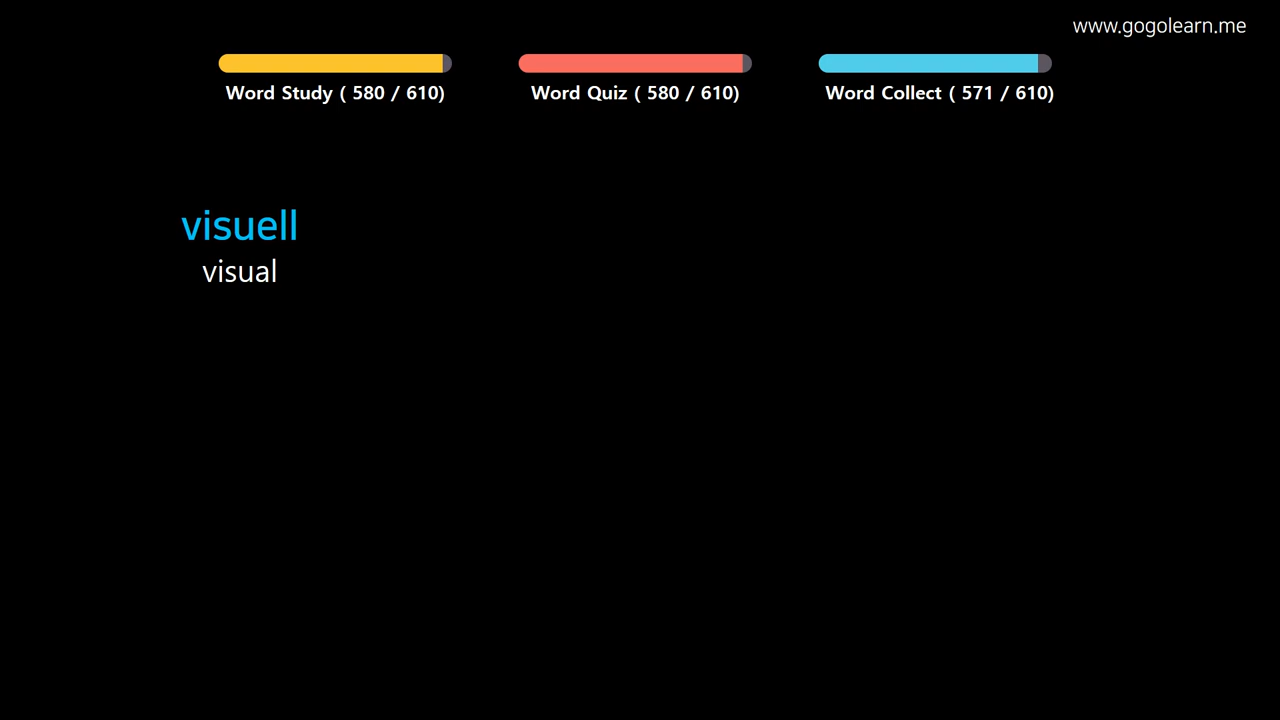 www.gogolearn.me
Word Study ( 580 / 610)
Word Quiz ( 580 / 610)
Word Collect ( 571 / 610)
visuell
visual